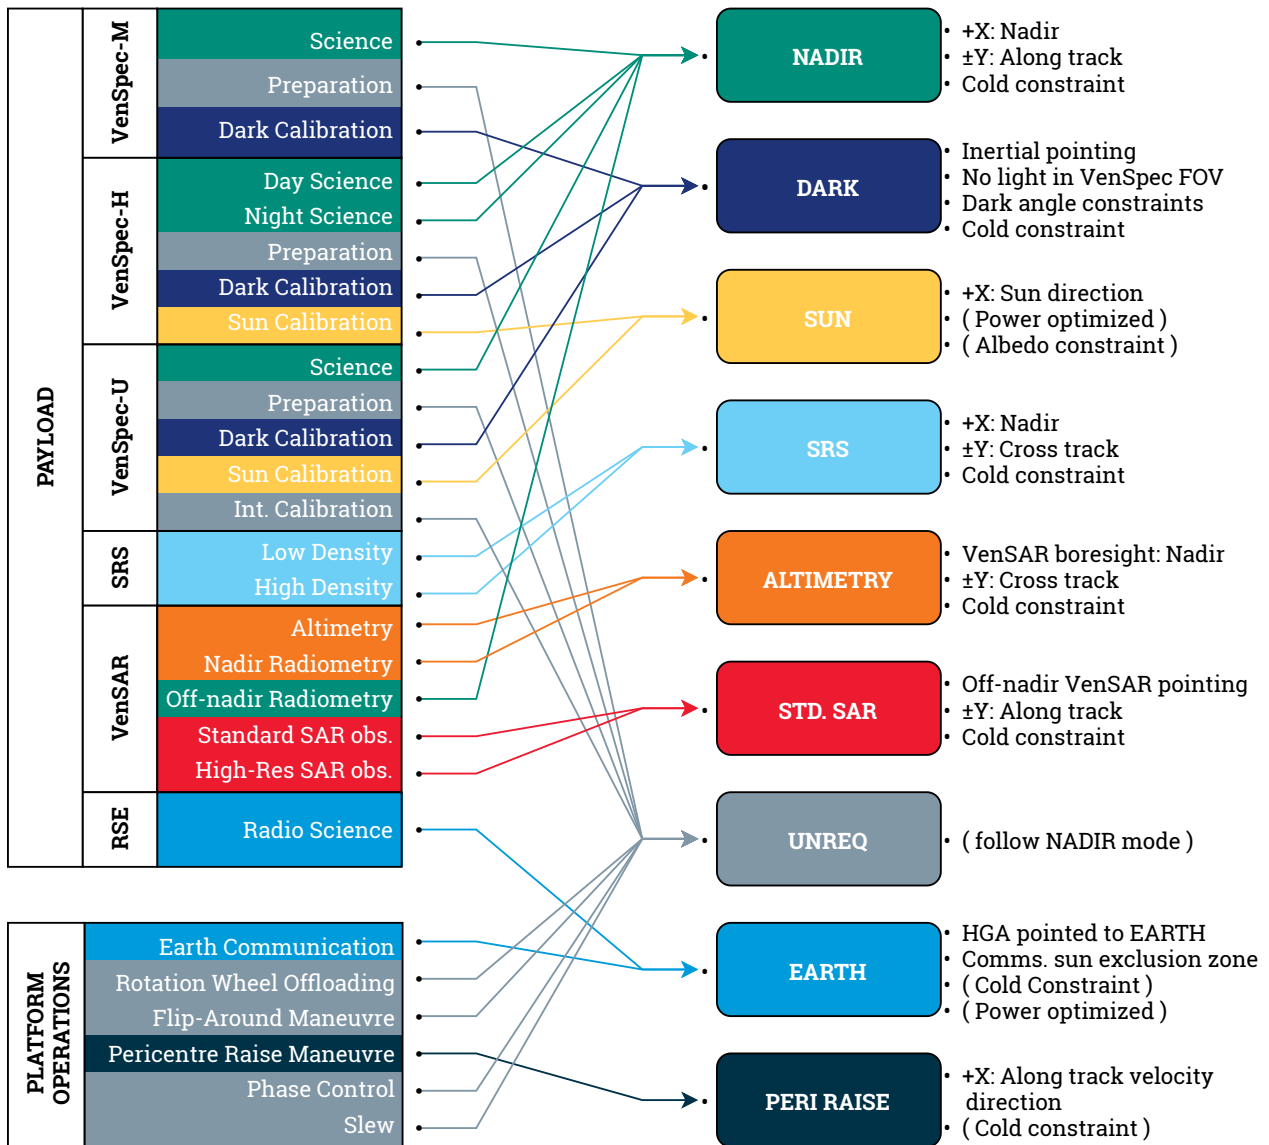 PAYLOAD
VenSpec-M
Science
Preparation
Dark Calibration
VenSpec-H
Day Science
Night Science
Preparation
Dark Calibration
Sun Calibration
VenSpec-U
Science
Preparation
Dark Calibration
Sun Calibration
Int. Calibration
SRS
Low Density
High Density
VenSAR
Altimetry
Nadir Radiometry
Off-nadir Radiometry
Standard SAR obs.
High-Res SAR obs.
RSE
Radio Science
PLATFORM
OPERATIONS
Earth Communication
Rotation Wheel Offloading
Flip-Around Maneuvre
Pericentre Raise Maneuvre
Phase Control
Slew
NADIR
• +X: Nadir
• ±Y: Along track
• Cold constraint
DARK
• Inertial pointing
• No light in VenSpec FOV
• Dark angle constraints
• Cold constraint
SUN
• +X: Sun direction
• ( Power optimized )
• ( Albedo constraint )
SRS
• +X: Nadir
• ±Y: Cross track
• Cold constraint
ALTIMETRY
• VenSAR boresight: Nadir
• ±Y: Cross track
• Cold constraint
STD. SAR
• Off-nadir VenSAR pointing
• ±Y: Along track
• Cold constraint
UNREQ
• ( follow NADIR mode )
EARTH
• HGA pointed to EARTH
• Comms. sun exclusion zone
• ( Cold Constraint )
• ( Power optimized )
PERI RAISE
• +X: Along track velocity
direction
• ( Cold constraint )